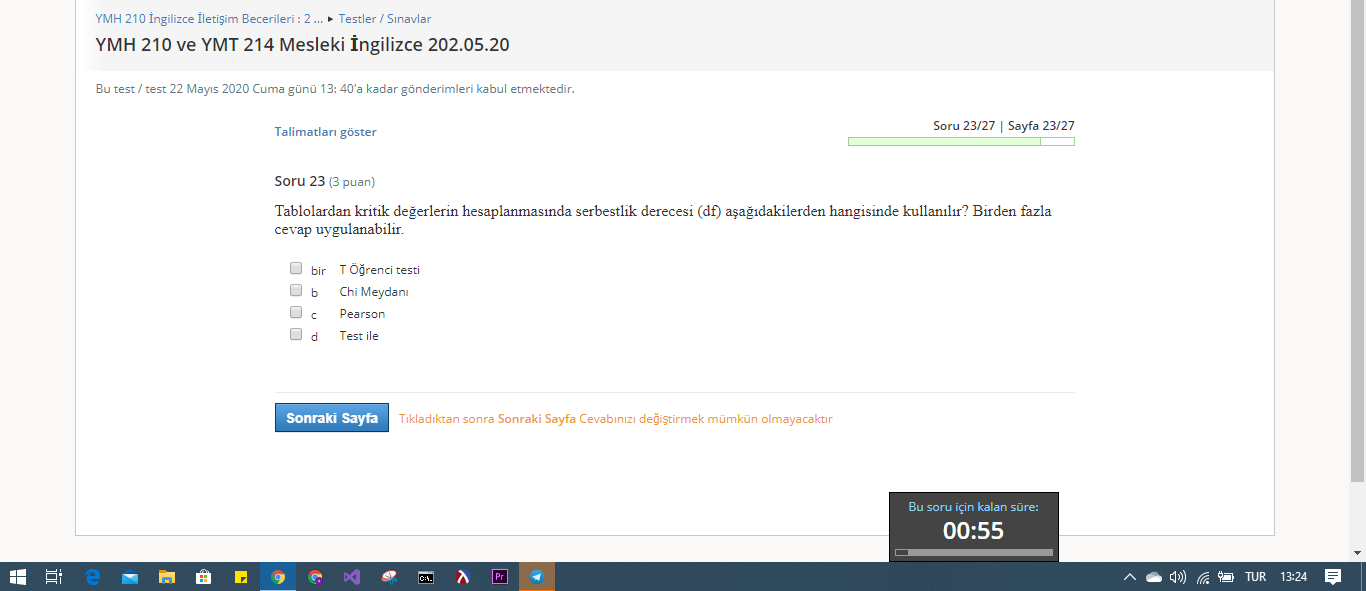 YMH 210 İngilizce İletişim Becerileri : 2 ... ▸ Testler / Sınavlar
YMH 210 ve YMT 214 Mesleki İngilizce 202.05.20
Bu test / test 22 Mayıs 2020 Cuma günü 13: 40'a kadar gönderimleri kabul etmektedir.
Talimatları göster
Soru 23/27 | Sayfa 23/27
Soru 23 (3 puan)
Tablolardan kritik değerlerin hesaplanmasında serbestlik derecesi (df) aşağıdakilerden hangisinde kullanılır? Birden fazla
cevap uygulanabilir.
bir T Öğrenci testi
b Chi Meydanı
c Pearson
d Test ile
Sonraki Sayfa Tıkladıktan sonra Sonraki Sayfa Cevabınızı değiştirmek mümkün olmayacaktır
Bu soru için kalan süre:
00:55
C:\.
Pr
TUR 13:24